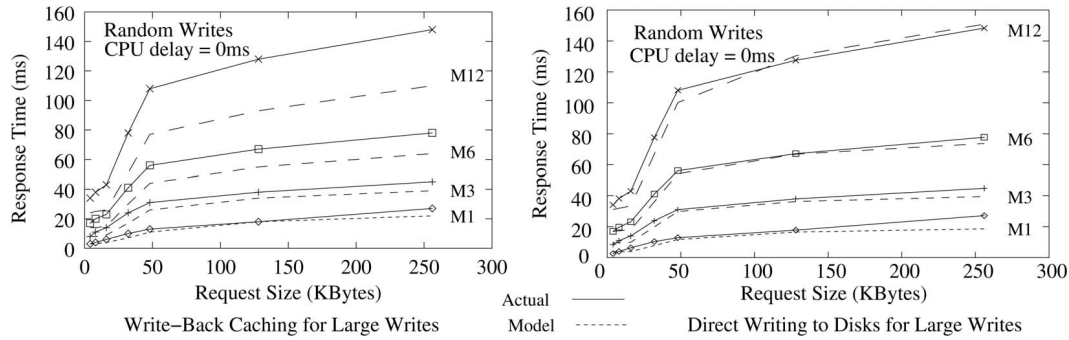 160
140
120
100
80
60
40
20
0
Response Time (ms)
Random Writes
CPU delay = 0ms
M12
M6
M3
M1
0 50 100 150 200 250 300
Request Size (KBytes)
Write-Back Caching for Large Writes
160
140
120
100
80
60
40
20
0
Response Time (ms)
Random Writes
CPU delay = 0ms
M12
M6
M3
M1
0 50 100 150 200 250 300
Request Size (KBytes)
Direct Writing to Disks for Large Writes
Actual
Model